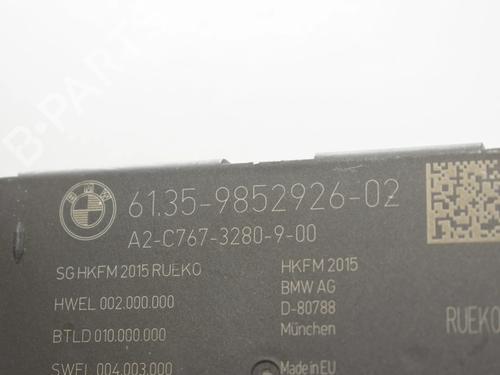 B-PARTS
BMW
61.35-9852926-02
A2-C767-3280-9-00
SG HKFM 2015 RUEKO
HKFM 2015
HWEL 002.000.000
BMW AG
BTLD 010.000.000
D-80788
München
RUEKO
SWFL 004.003.000
Made in EU